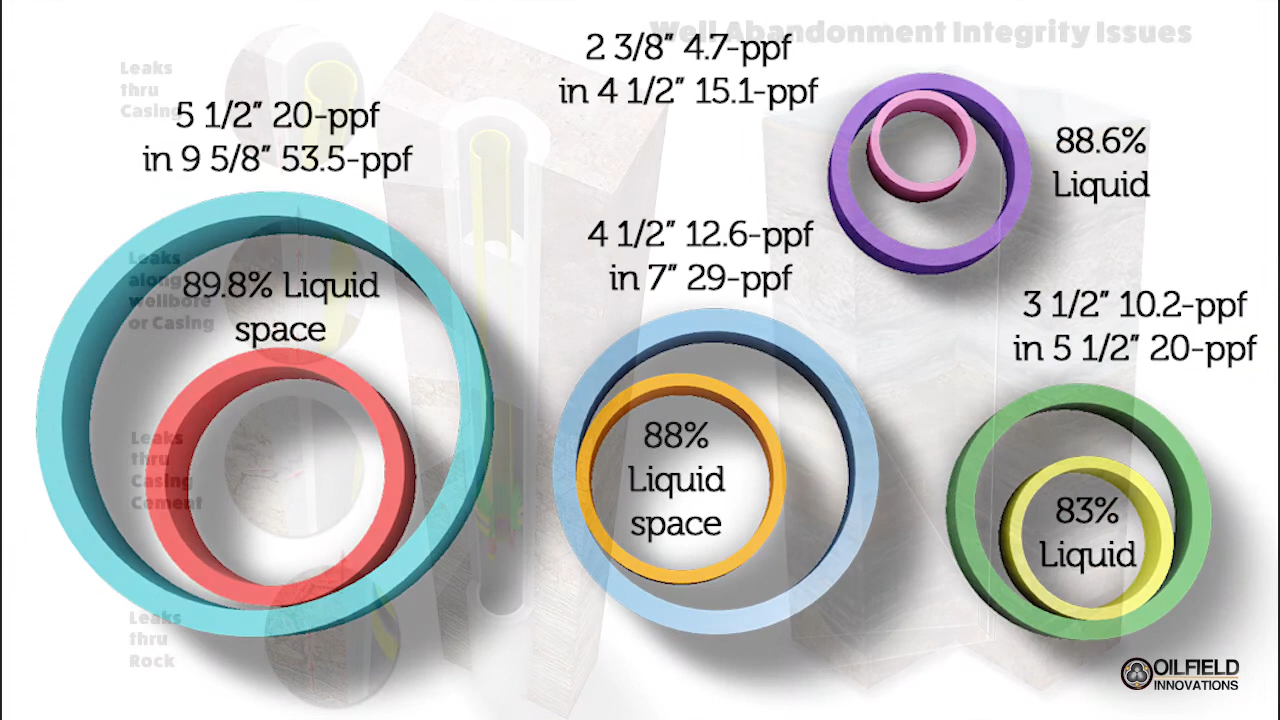 Well Abandonment Integrity Issues
Leaks
thru
Casing
5 1/2” 20-ppf
in 9 5/8” 53.5-ppf
2 3/8” 4.7-ppf
in 4 1/2” 15.1-ppf
88.6%
Liquid
Leaks
along
wellbore
or Casing
89.8% Liquid
space
4 1/2” 12.6-ppf
in 7” 29-ppf
3 1/2” 10.2-ppf
in 5 1/2” 20-ppf
Leaks
thru
Casing
Cement
88%
Liquid
space
83%
Liquid
Leaks
thru
Rock
OILFIELD
INNOVATIONS